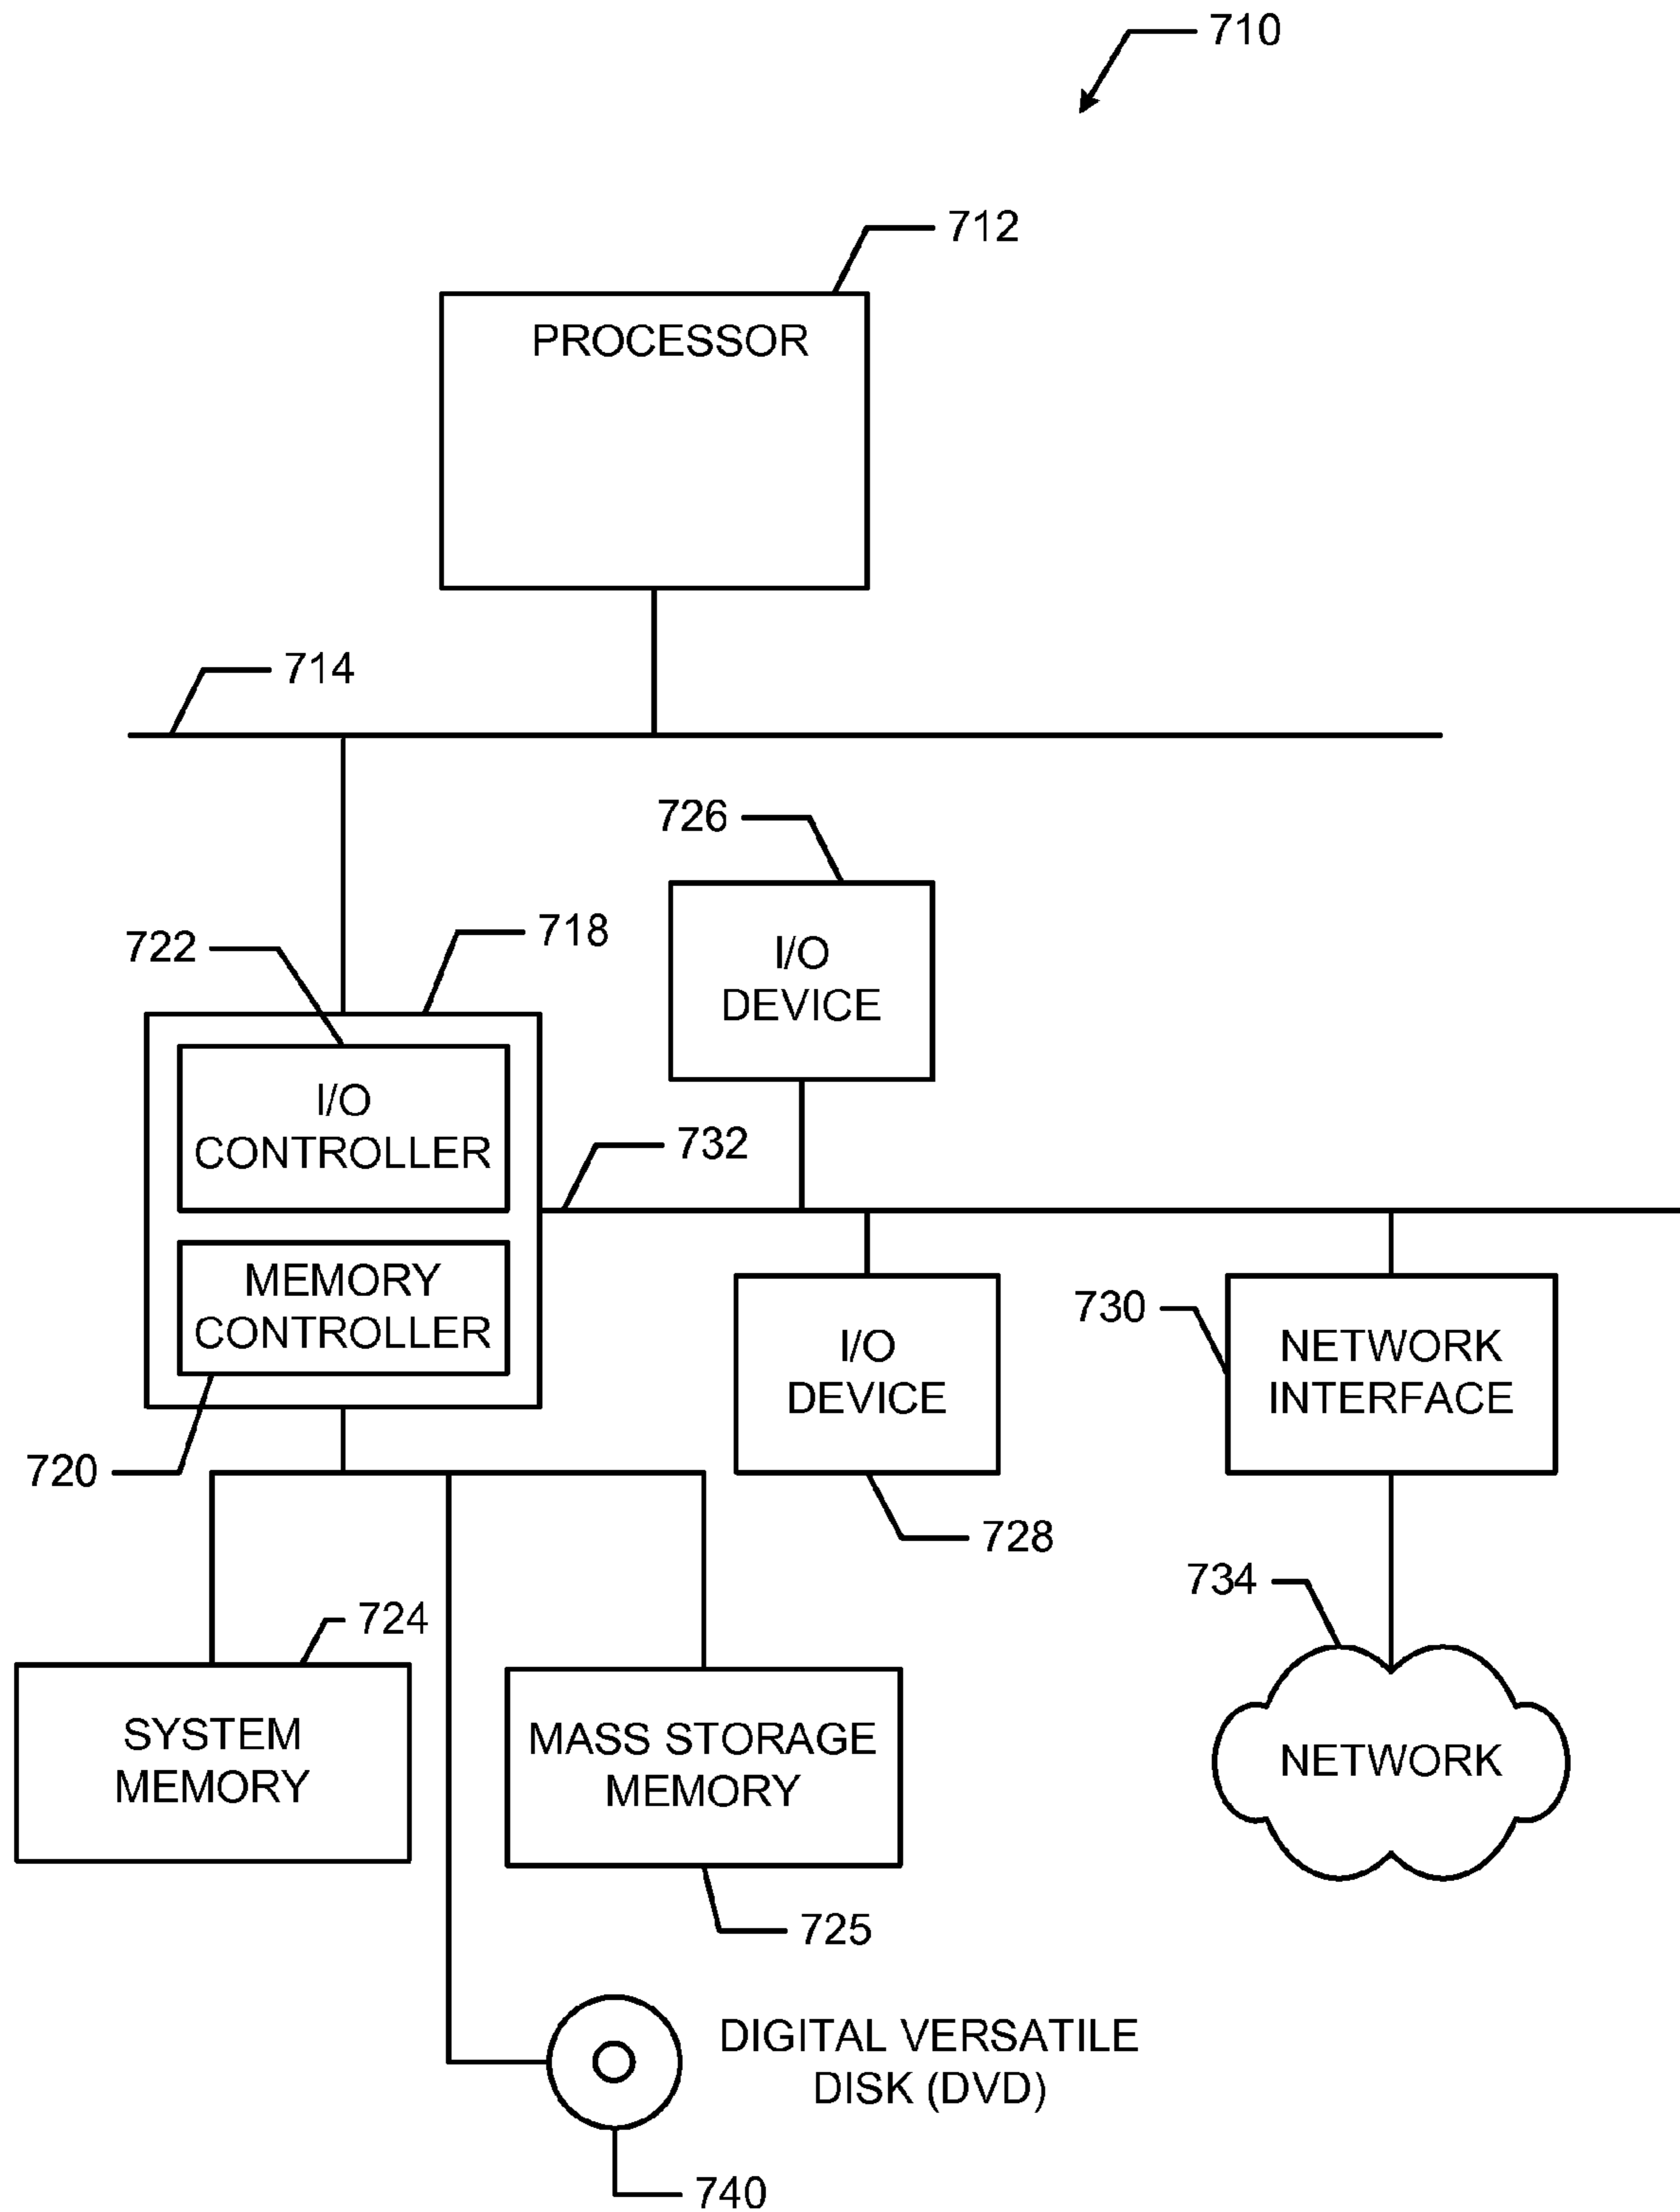 710
712
PROCESSOR
714
726
718
722
I/O
DEVICE
I/O
CONTROLLER
732
MEMORY
CONTROLLER
730
I/O
DEVICE
NETWORK
INTERFACE
720
728
734
724
SYSTEM
MEMORY
MASS STORAGE
MEMORY
NETWORK
725
DIGITAL VERSATILE
DISK (DVD)
740